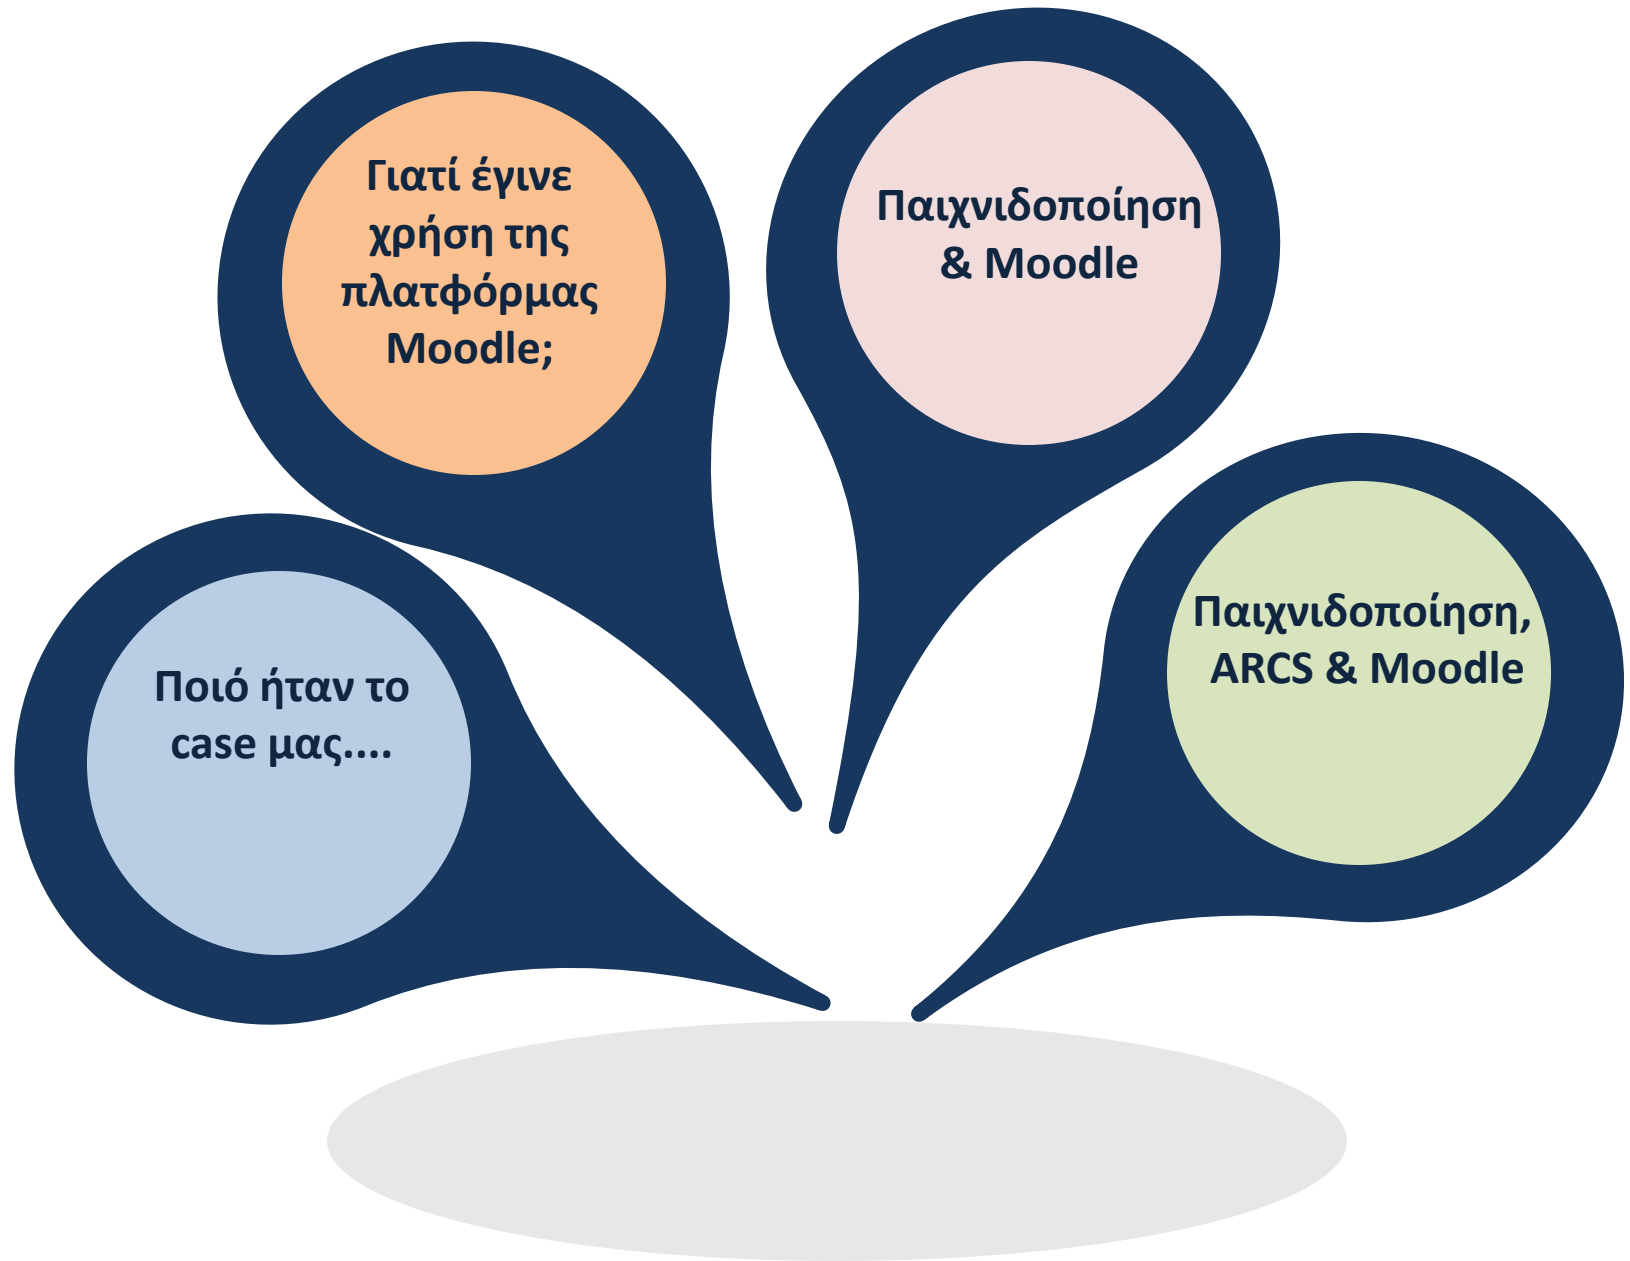 Ποιό ήταν το
case μας....
Γιατί έγινε
χρήση της
πλατφόρμας
Moodle;
Παιχνιδοποίηση
& Moodle
Παιχνιδοποίηση,
ARCS & Moodle